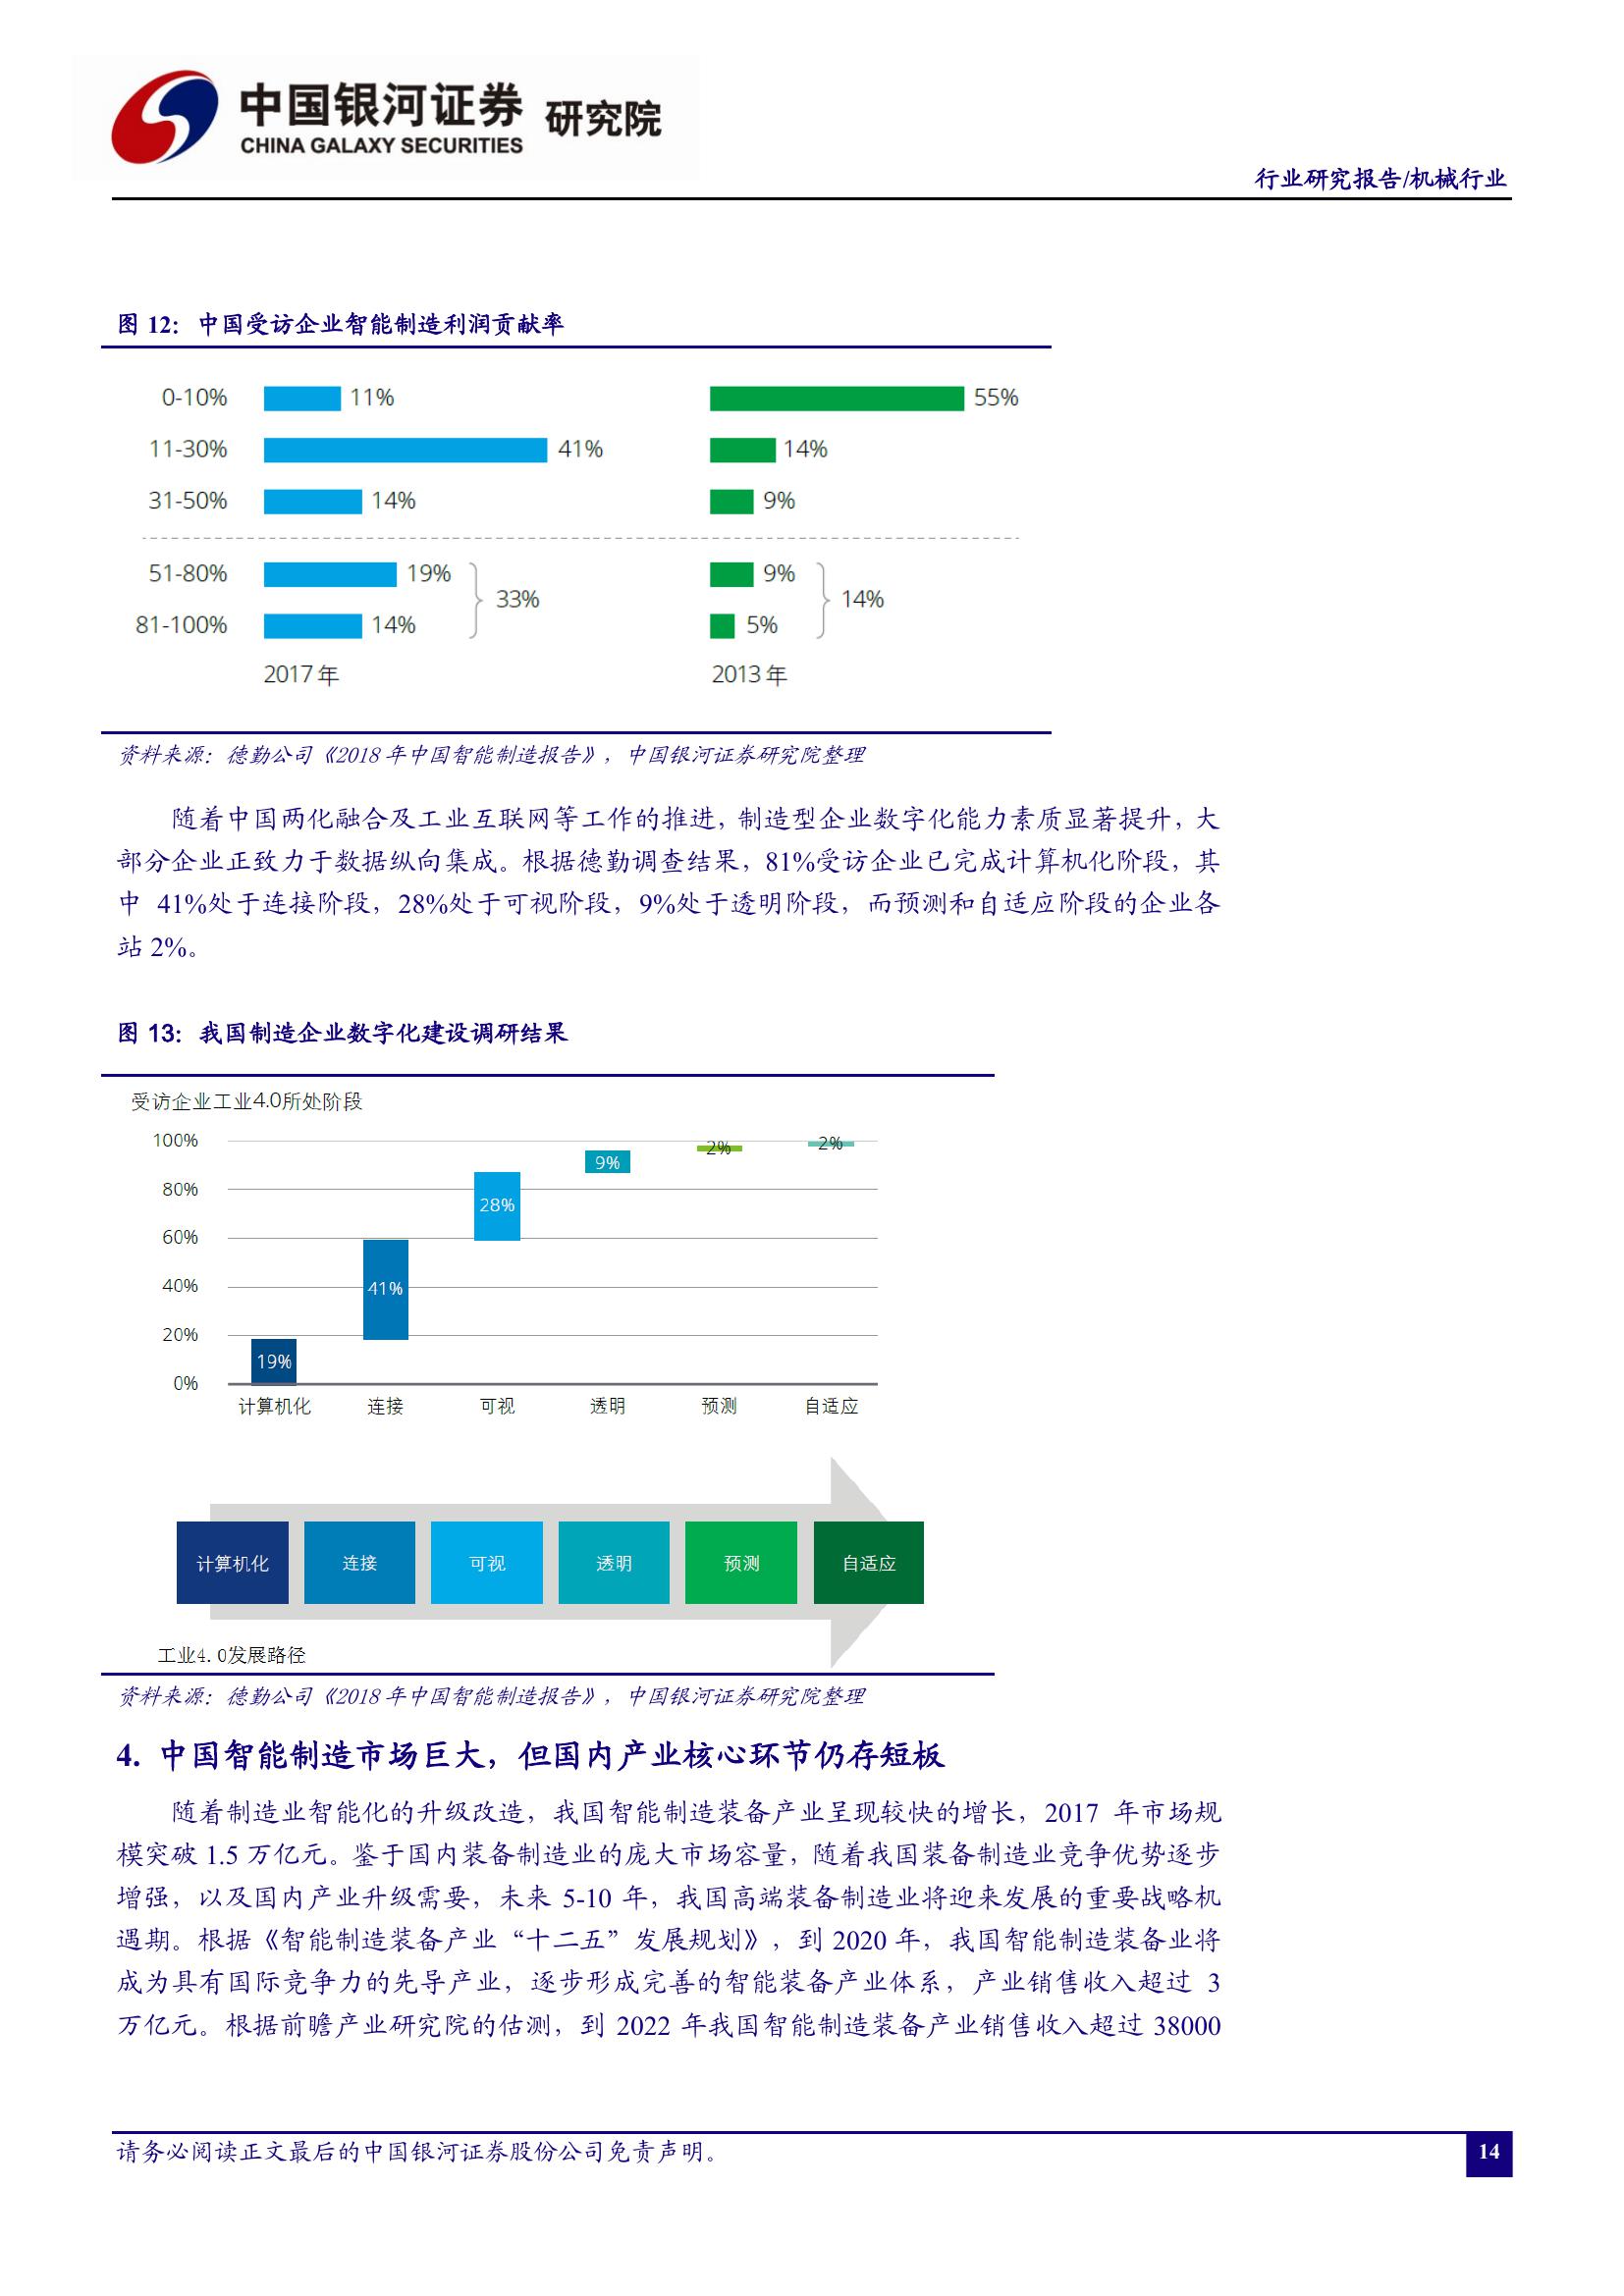 中国银河证券 研究院
CHINA GALAXY SECURITIES
行业研究报告/机械行业
图 12：中国受访企业智能制造利润贡献率
0-10% 11% 55%
11-30% 41% 14%
31-50% 14% 9%
51-80% 19% 9%
33% 14%
81-100% 14% 5%
2017 年 2013 年
资料来源：德勤公司《2018 年中国智能制造报告》，中国银河证券研究院整理
随着中国两化融合及工业互联网等工作的推进，制造型企业数字化能力素质显著提升，大
部分企业正致力于数据纵向集成。根据德勤调查结果，81%受访企业已完成计算机化阶段，其
中 41%处于连接阶段，28%处于可视阶段，9%处于透明阶段，而预测和自适应阶段的企业各
站 2%。
图 13：我国制造企业数字化建设调研结果
受访企业工业4.0所处阶段
100% 2% 2%
9%
80% 28%
60%
40% 41%
20%
19%
0%
计算机化 连接 可视 透明 预测 自适应
计算机化 连接 可视 透明 预测 自适应
工业4.0发展路径
资料来源：德勤公司《2018 年中国智能制造报告》，中国银河证券研究院整理
4. 中国智能制造市场巨大，但国内产业核心环节仍存短板
随着制造业智能化的升级改造，我国智能制造装备产业呈现较快的增长，2017 年市场规
模突破 1.5 万亿元。鉴于国内装备制造业的庞大市场容量，随着我国装备制造业竞争优势逐步
增强，以及国内产业升级需要，未来 5-10 年，我国高端装备制造业将迎来发展的重要战略机
遇期。根据《智能制造装备产业“十二五”发展规划》，到 2020 年，我国智能制造装备业将
成为具有国际竞争力的先导产业，逐步形成完善的智能装备产业体系，产业销售收入超过 3
万亿元。根据前瞻产业研究院的估测，到 2022 年我国智能制造装备产业销售收入超过 38000
请务必阅读正文最后的中国银河证券股份公司免责声明。
14